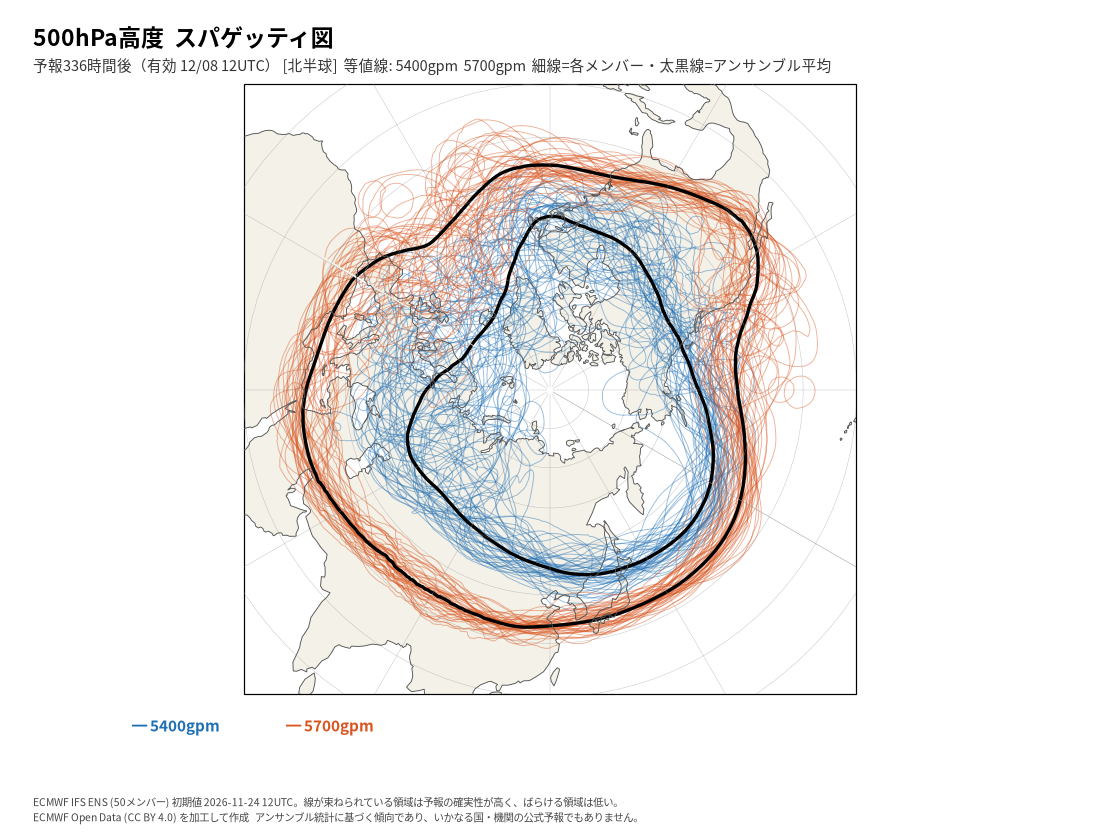 500hPa高度 スパゲッティ図
予報336時間後（有効 12/08 12UTC） [北半球] 等値線: 5400gpm 5700gpm 細線=各メンバー・太黒線=アンサンブル平均
5400gpm 5700gpm
ECMWF IFS ENS (50メンバー) 初期値 2026-11-24 12UTC。線が束ねられている領域は予報の確実性が高く、ばらける領域は低い。
ECMWF Open Data (CC BY 4.0) を加工して作成 アンサンブル統計に基づく傾向であり、いかなる国・機関の公式予報でもありません。